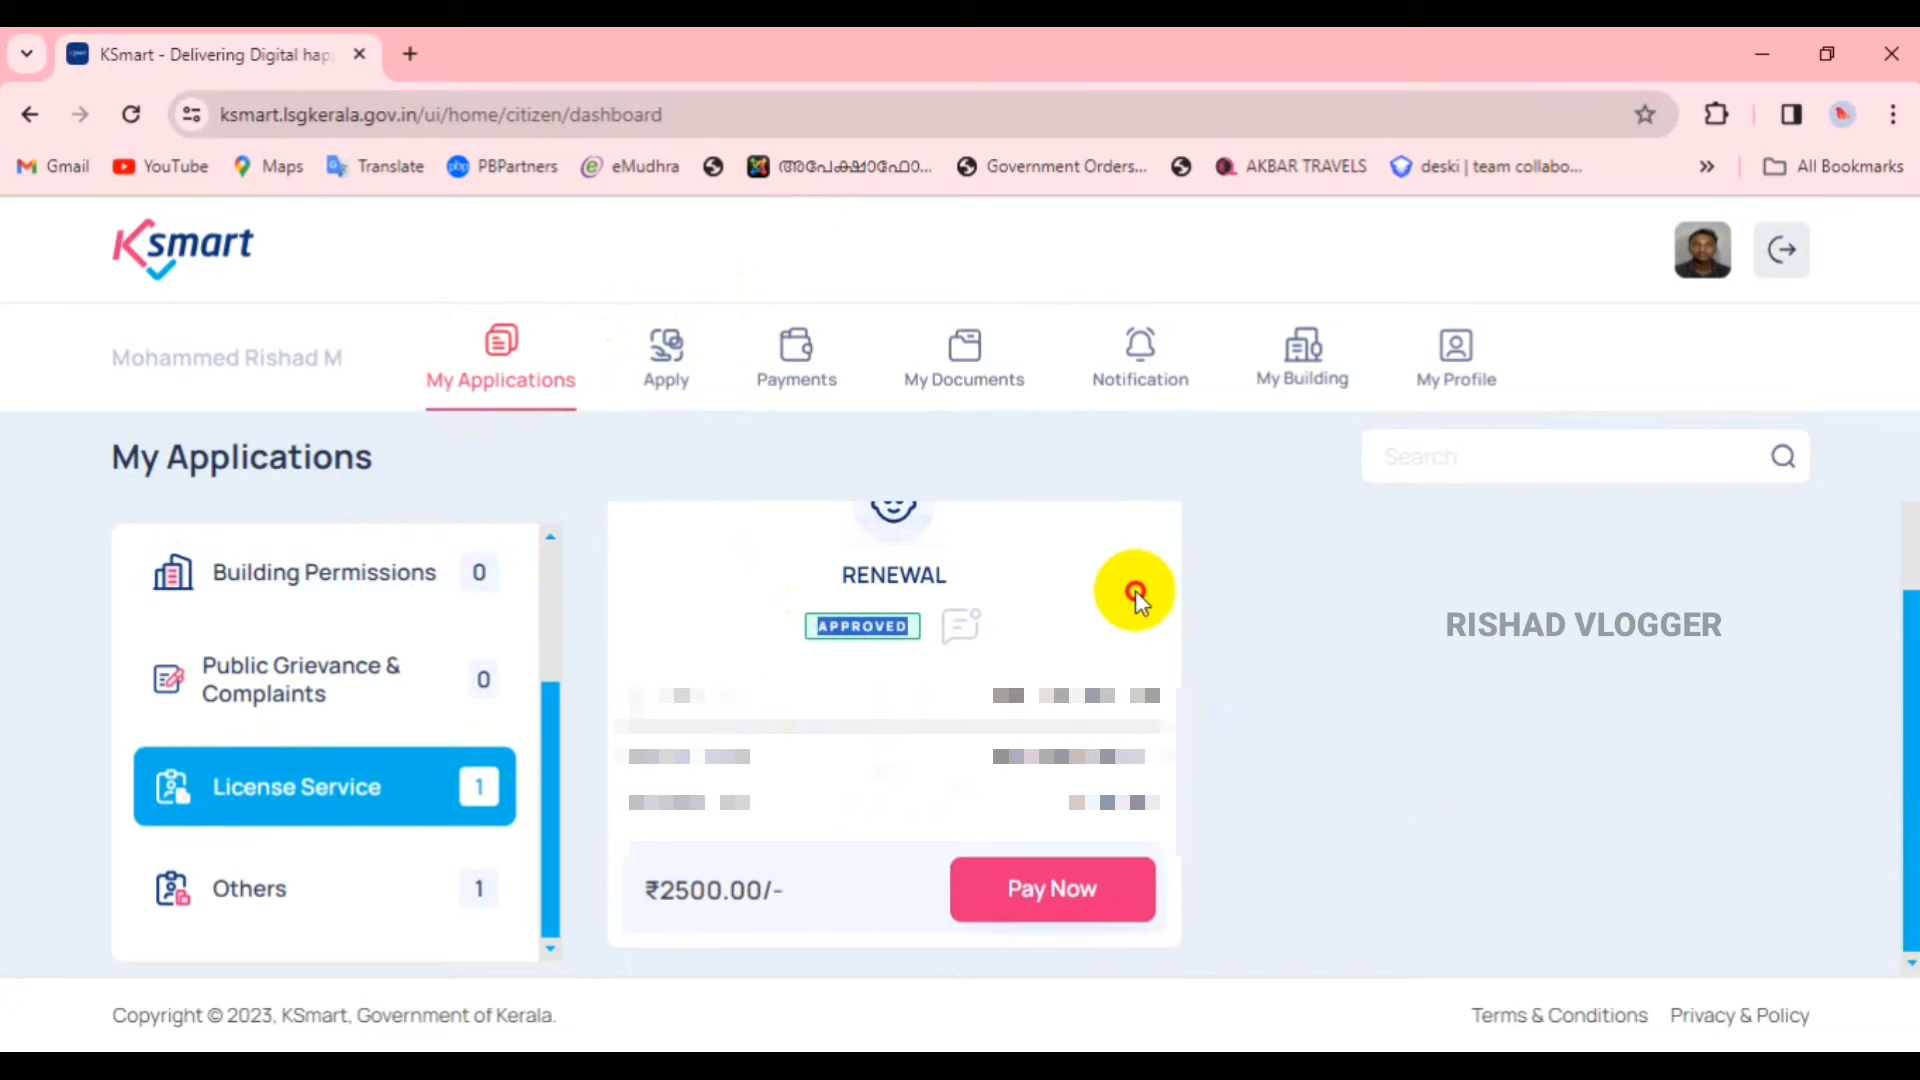 KSmart - Delivering Digital hap
ksmart.lsgkerala.gov.in/ui/home/citizen/dashboard
Gmail YouTube Maps Translate PBPartners eMudhra അപേക്ഷാഫോ... Government Orders... AKBAR TRAVELS deski | team collabo... All Bookmarks
Ksmart
Mohammed Rishad M
My Applications Apply Payments My Documents Notification My Building My Profile
My Applications
Search
Building Permissions 0
Public Grievance &
Complaints
0
License Service 1
Others 1
RENEWAL
APPROVED
₹2500.00/-
Pay Now
RISHAD VLOGGER
Copyright © 2023, KSmart, Government of Kerala.
Terms & Conditions Privacy & Policy